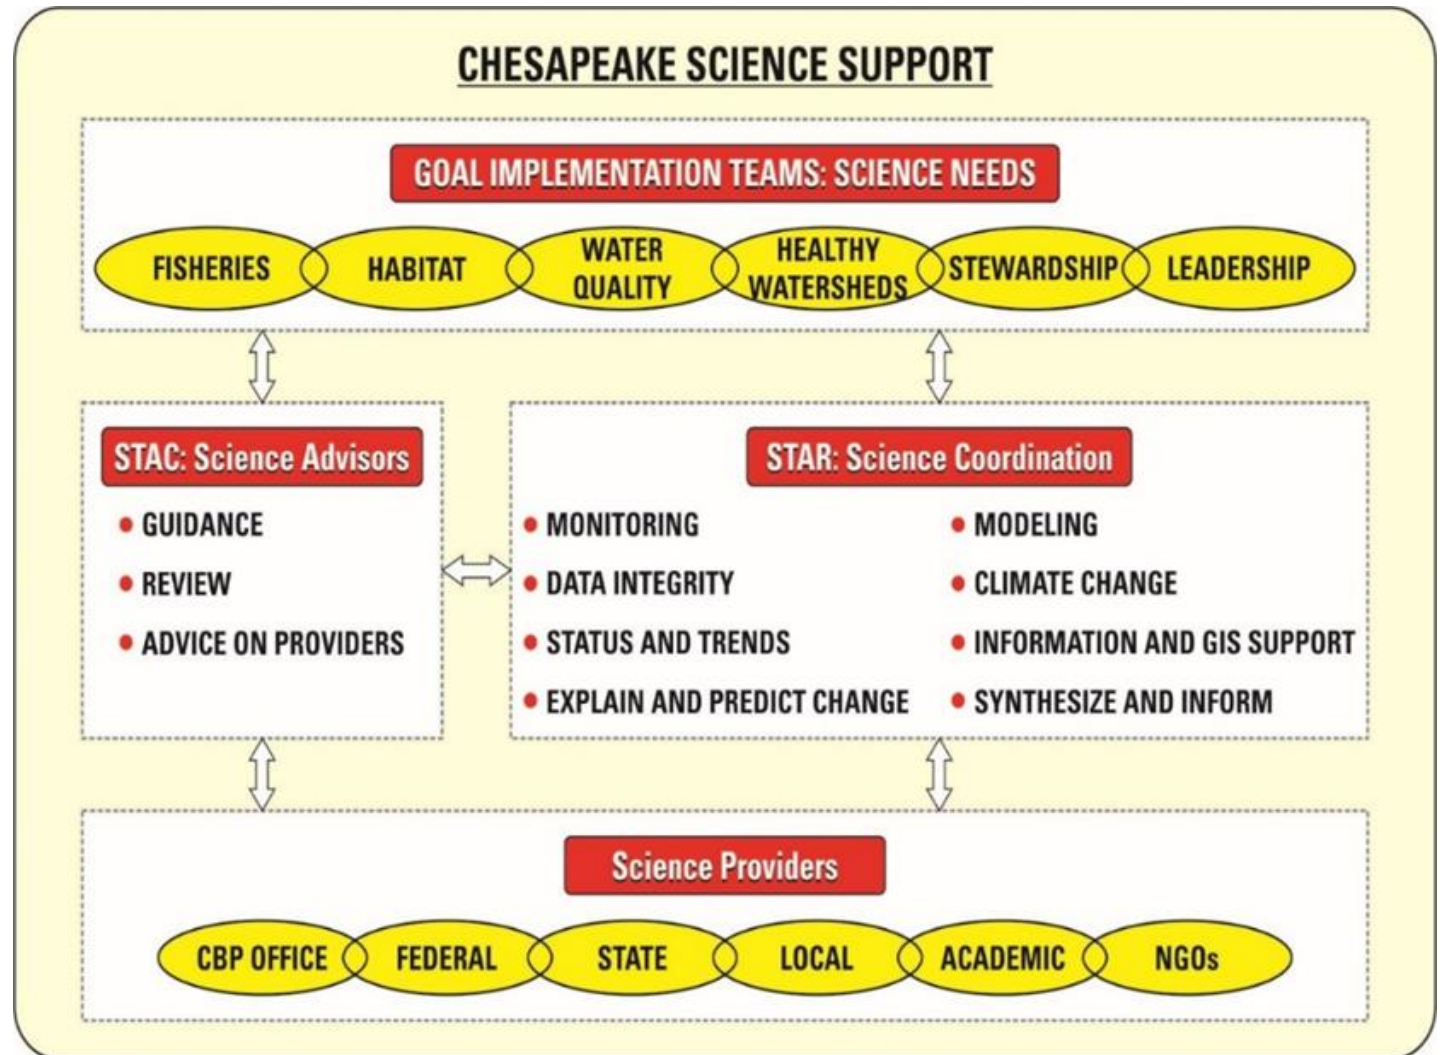 CHESAPEAKE SCIENCE SUPPORT
GOAL IMPLEMENTATION TEAMS: SCIENCE NEEDS
FISHERIES
HABITAT
WATER
QUALITY
HEALTHY
WATERSHEDS
STEWARDSHIP
LEADERSHIP
STAC: Science Advisors
• GUIDANCE
• REVIEW
• ADVICE ON PROVIDERS
STAR: Science Coordination
• MONITORING
• DATA INTEGRITY
• STATUS AND TRENDS
• EXPLAIN AND PREDICT CHANGE
• MODELING
• CLIMATE CHANGE
• INFORMATION AND GIS SUPPORT
• SYNTHESIZE AND INFORM
Science Providers
CBP OFFICE
FEDERAL
STATE
LOCAL
ACADEMIC
NGOs